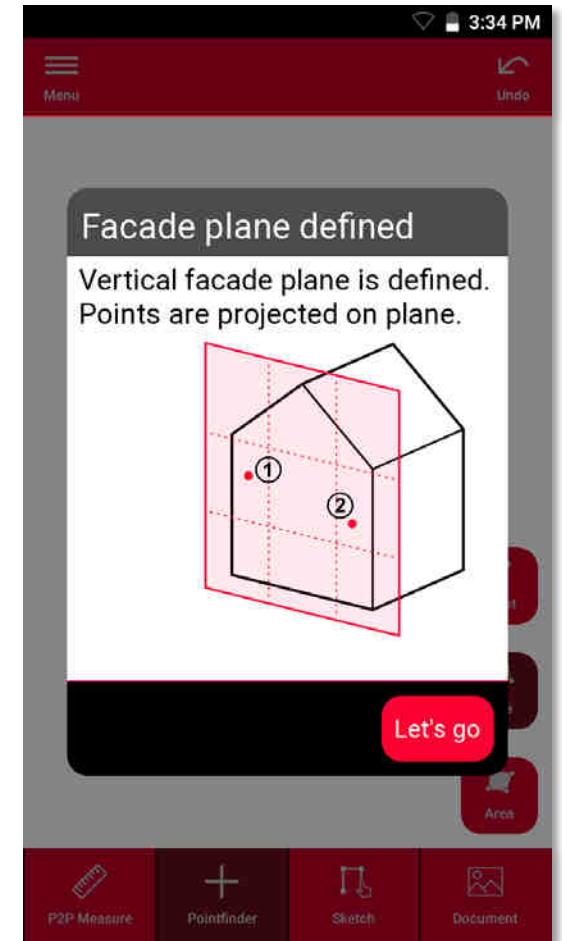 3:34 PM
Menu
Undo
Facade plane defined
Vertical facade plane is defined.
Points are projected on plane.
1
2
Let's go
Area
P2P Measure
Pointfinder
Sketch
Document